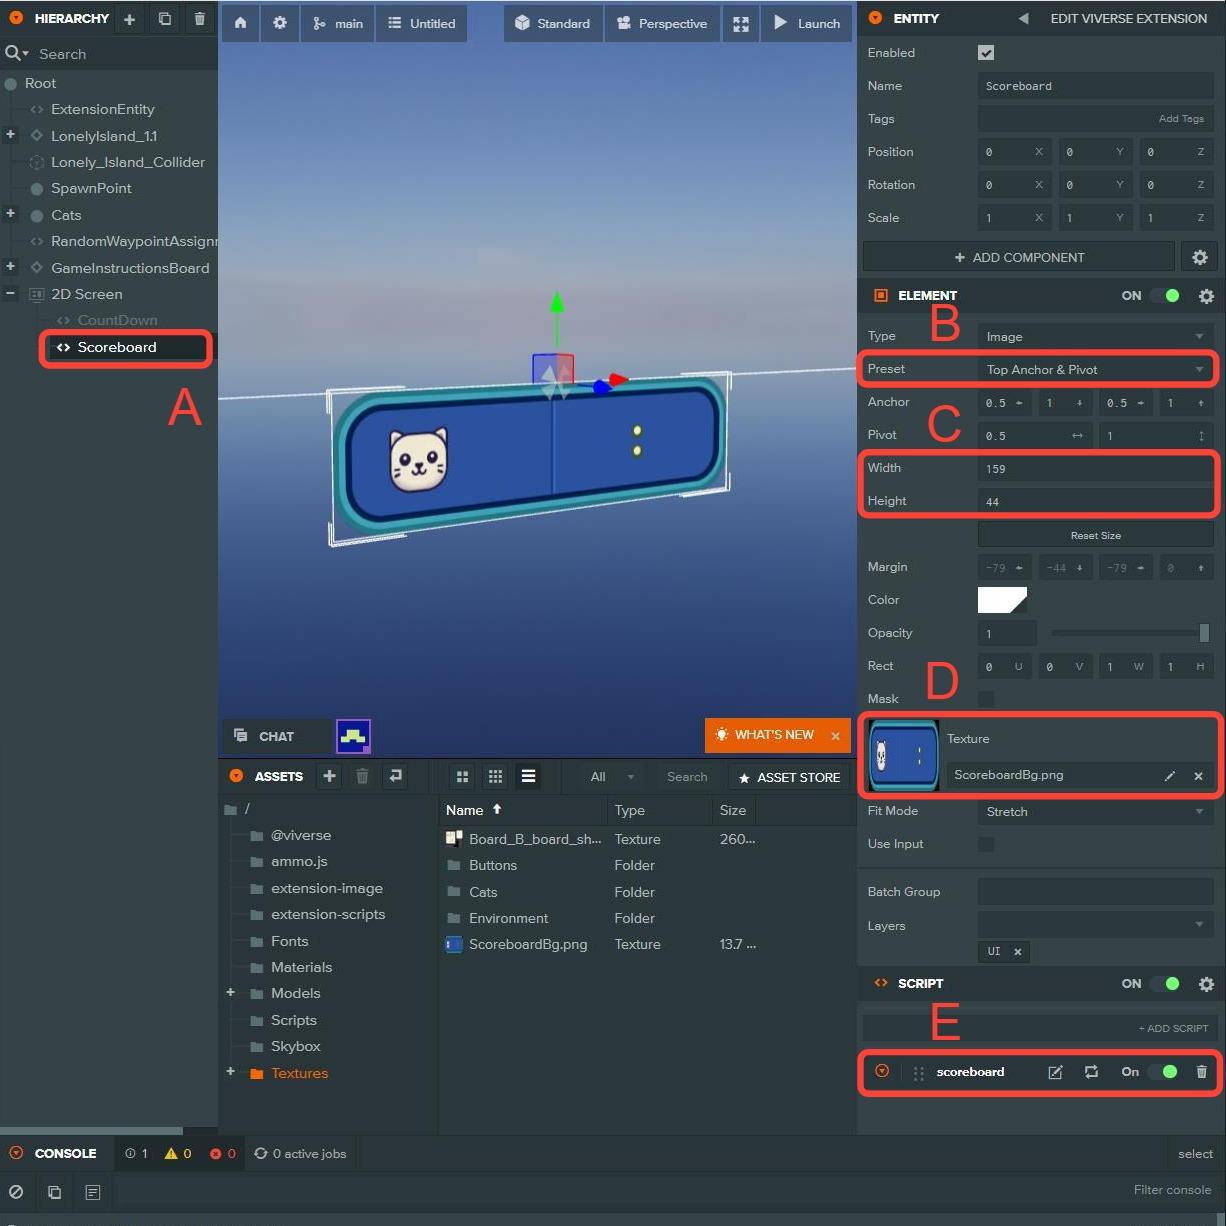 HIERARCHY
Search
Root
ExtensionEntity
LonelyIsland_1.1
Lonely_Island_Collider
SpawnPoint
Cats
RandomWaypointAssignr
GameInstructionsBoard
2D Screen
CountDown
Scoreboard
A
main
Untitled
Standard
Perspective
Launch
CHAT
WHAT'S NEW ×
ASSETS
All
Search
ASSET STORE
/
@viverse
ammo.js
extension-image
extension-scripts
Fonts
Materials
Models
Scripts
Skybox
Textures
Name Type Size
Board_B_board_sh... Texture 260...
Buttons Folder
Cats Folder
Environment Folder
ScoreboardBg.png Texture 13.7 ...
ENTITY EDIT VIVERSE EXTENSION
Enabled
Name Scoreboard
Tags Add Tags
Position 0 X 0 Y 0 Z
Rotation 0 X 0 Y 0 Z
Scale 1 X 1 Y 1 Z
+ ADD COMPONENT
ELEMENT ON
B
Type Image
Preset Top Anchor & Pivot
Anchor 0.5 1 0.5 1
C
Pivot 0.5 1
Width 159
Height 44
Reset Size
Margin -79 -44 -79 0
Color
Opacity 1
Rect 0 U 0 V 1 W 1 H
D
Mask
Texture
ScoreboardBg.png
Fit Mode Stretch
Use Input
Batch Group
Layers
UI ×
SCRIPT ON
E
+ ADD SCRIPT
scoreboard On
CONSOLE 1 0 0 0 active jobs select
Filter console